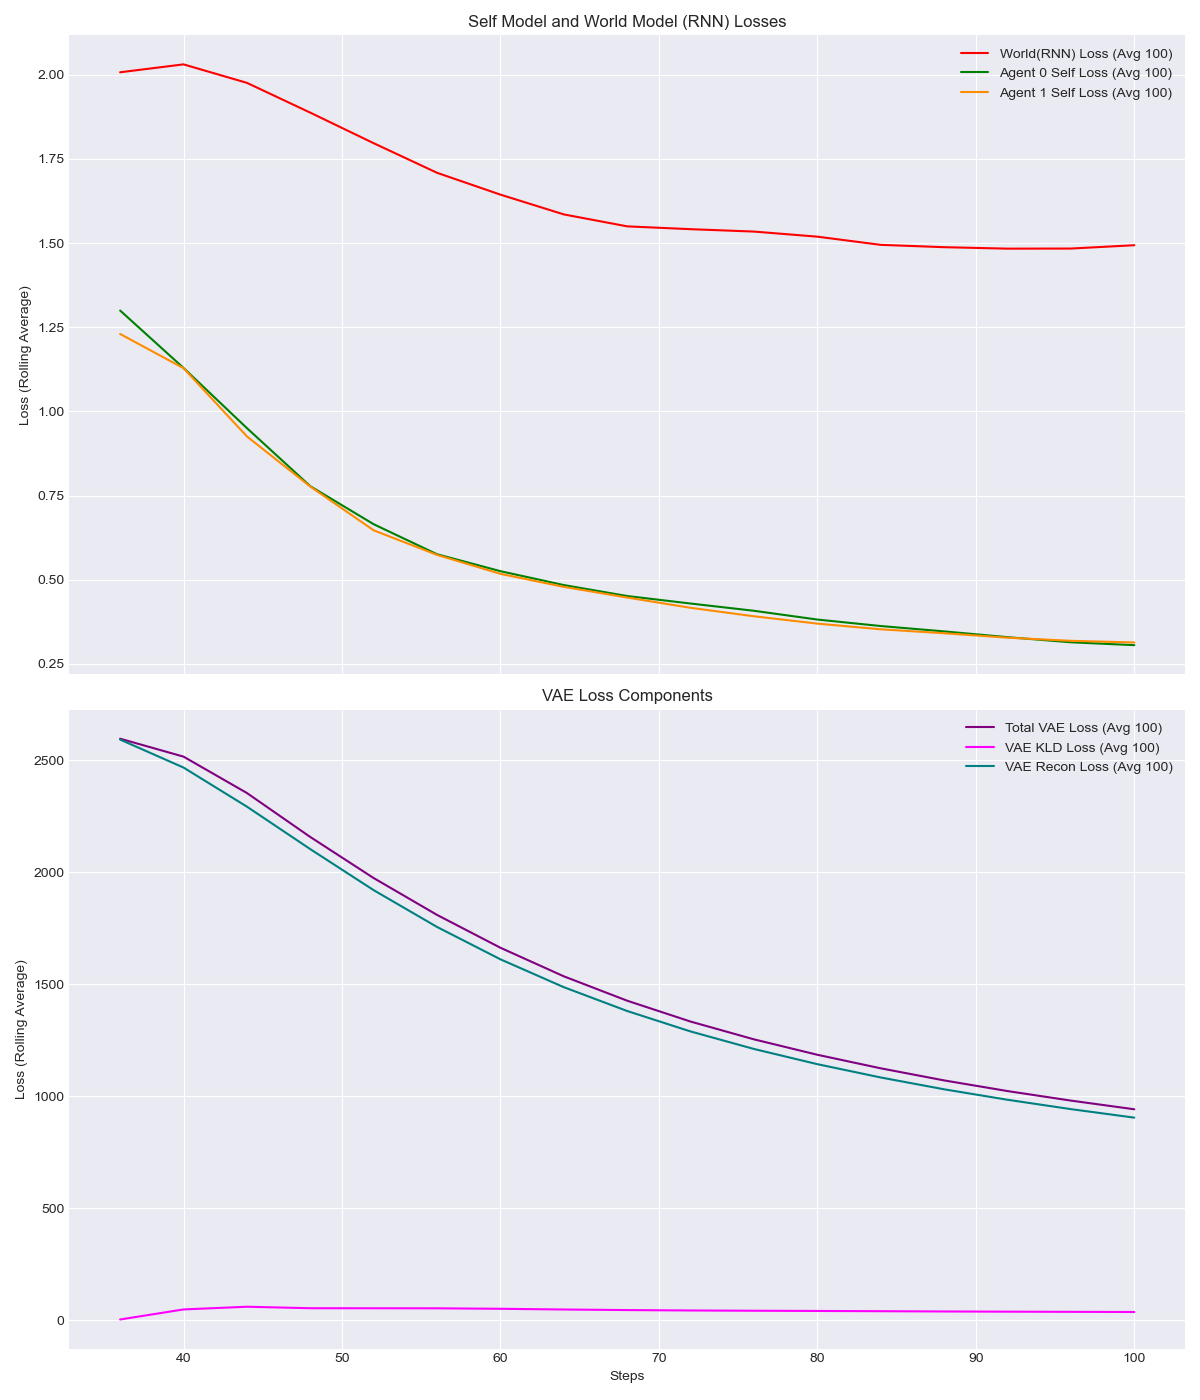 Self Model and World Model (RNN) Losses
World(RNN) Loss (Avg 100)
Agent 0 Self Loss (Avg 100)
Agent 1 Self Loss (Avg 100)
2.00
1.75
1.50
1.25
1.00
0.75
0.50
0.25
Loss (Rolling Average)
VAE Loss Components
Total VAE Loss (Avg 100)
VAE KLD Loss (Avg 100)
VAE Recon Loss (Avg 100)
2500
2000
1500
1000
500
0
Loss (Rolling Average)
40 50 60 70 80 90 100
Steps